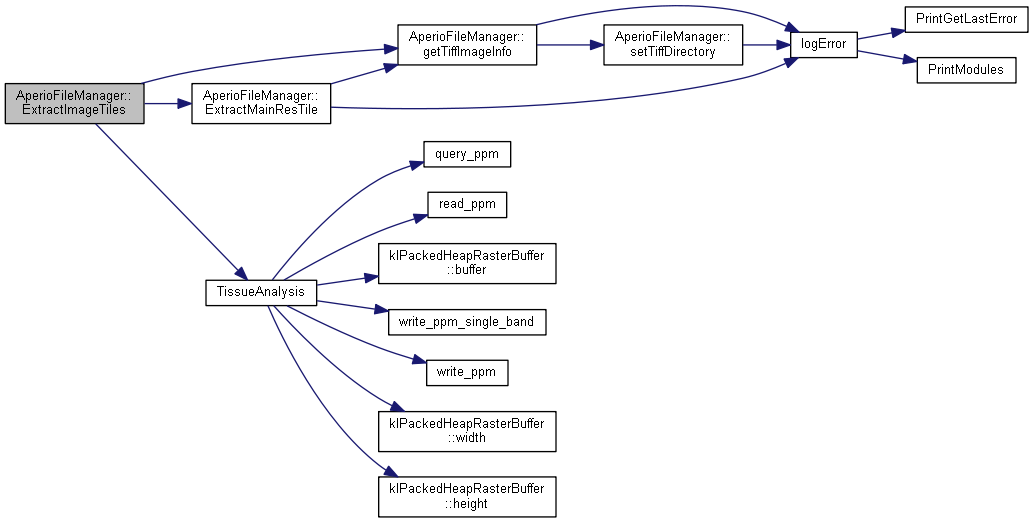 AperioFileManager::
ExtractImageTiles
AperioFileManager::
ExtractMainResTile
AperioFileManager::
getTiffImageInfo
AperioFileManager::
setTiffDirectory
logError
PrintGetLastError
PrintModules
TissueAnalysis
query_ppm
read_ppm
klPackedHeapRasterBuffer
::buffer
write_ppm_single_band
write_ppm
klPackedHeapRasterBuffer
::width
klPackedHeapRasterBuffer
::height